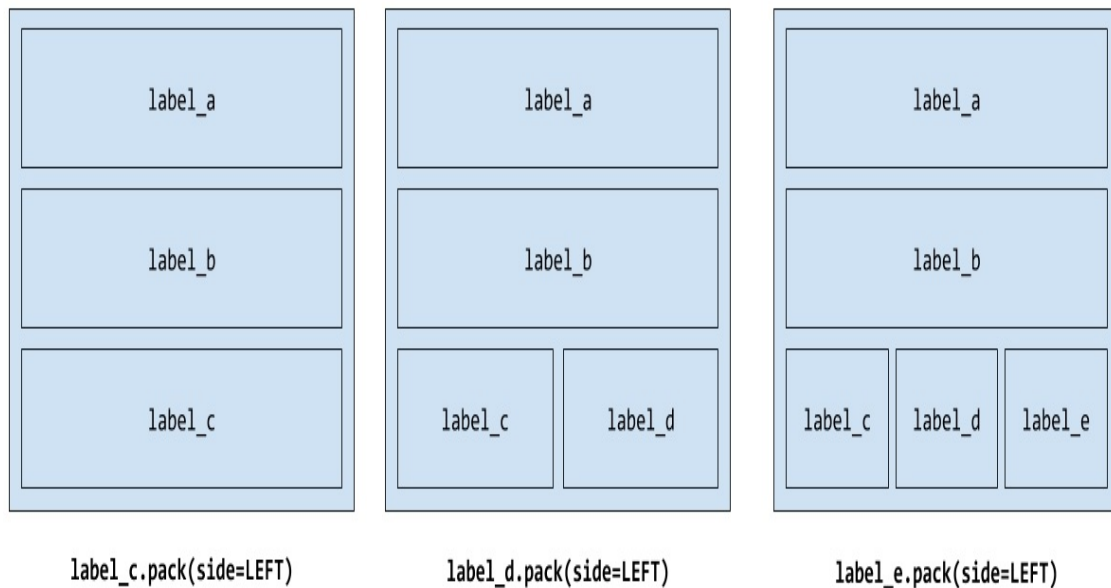 label_a
label_b
label_c
label_c.pack(side=LEFT)
label_a
label_b
label_c label_d
label_d.pack(side=LEFT)
label_a
label_b
label_c label_d label_e
label_e.pack(side=LEFT)